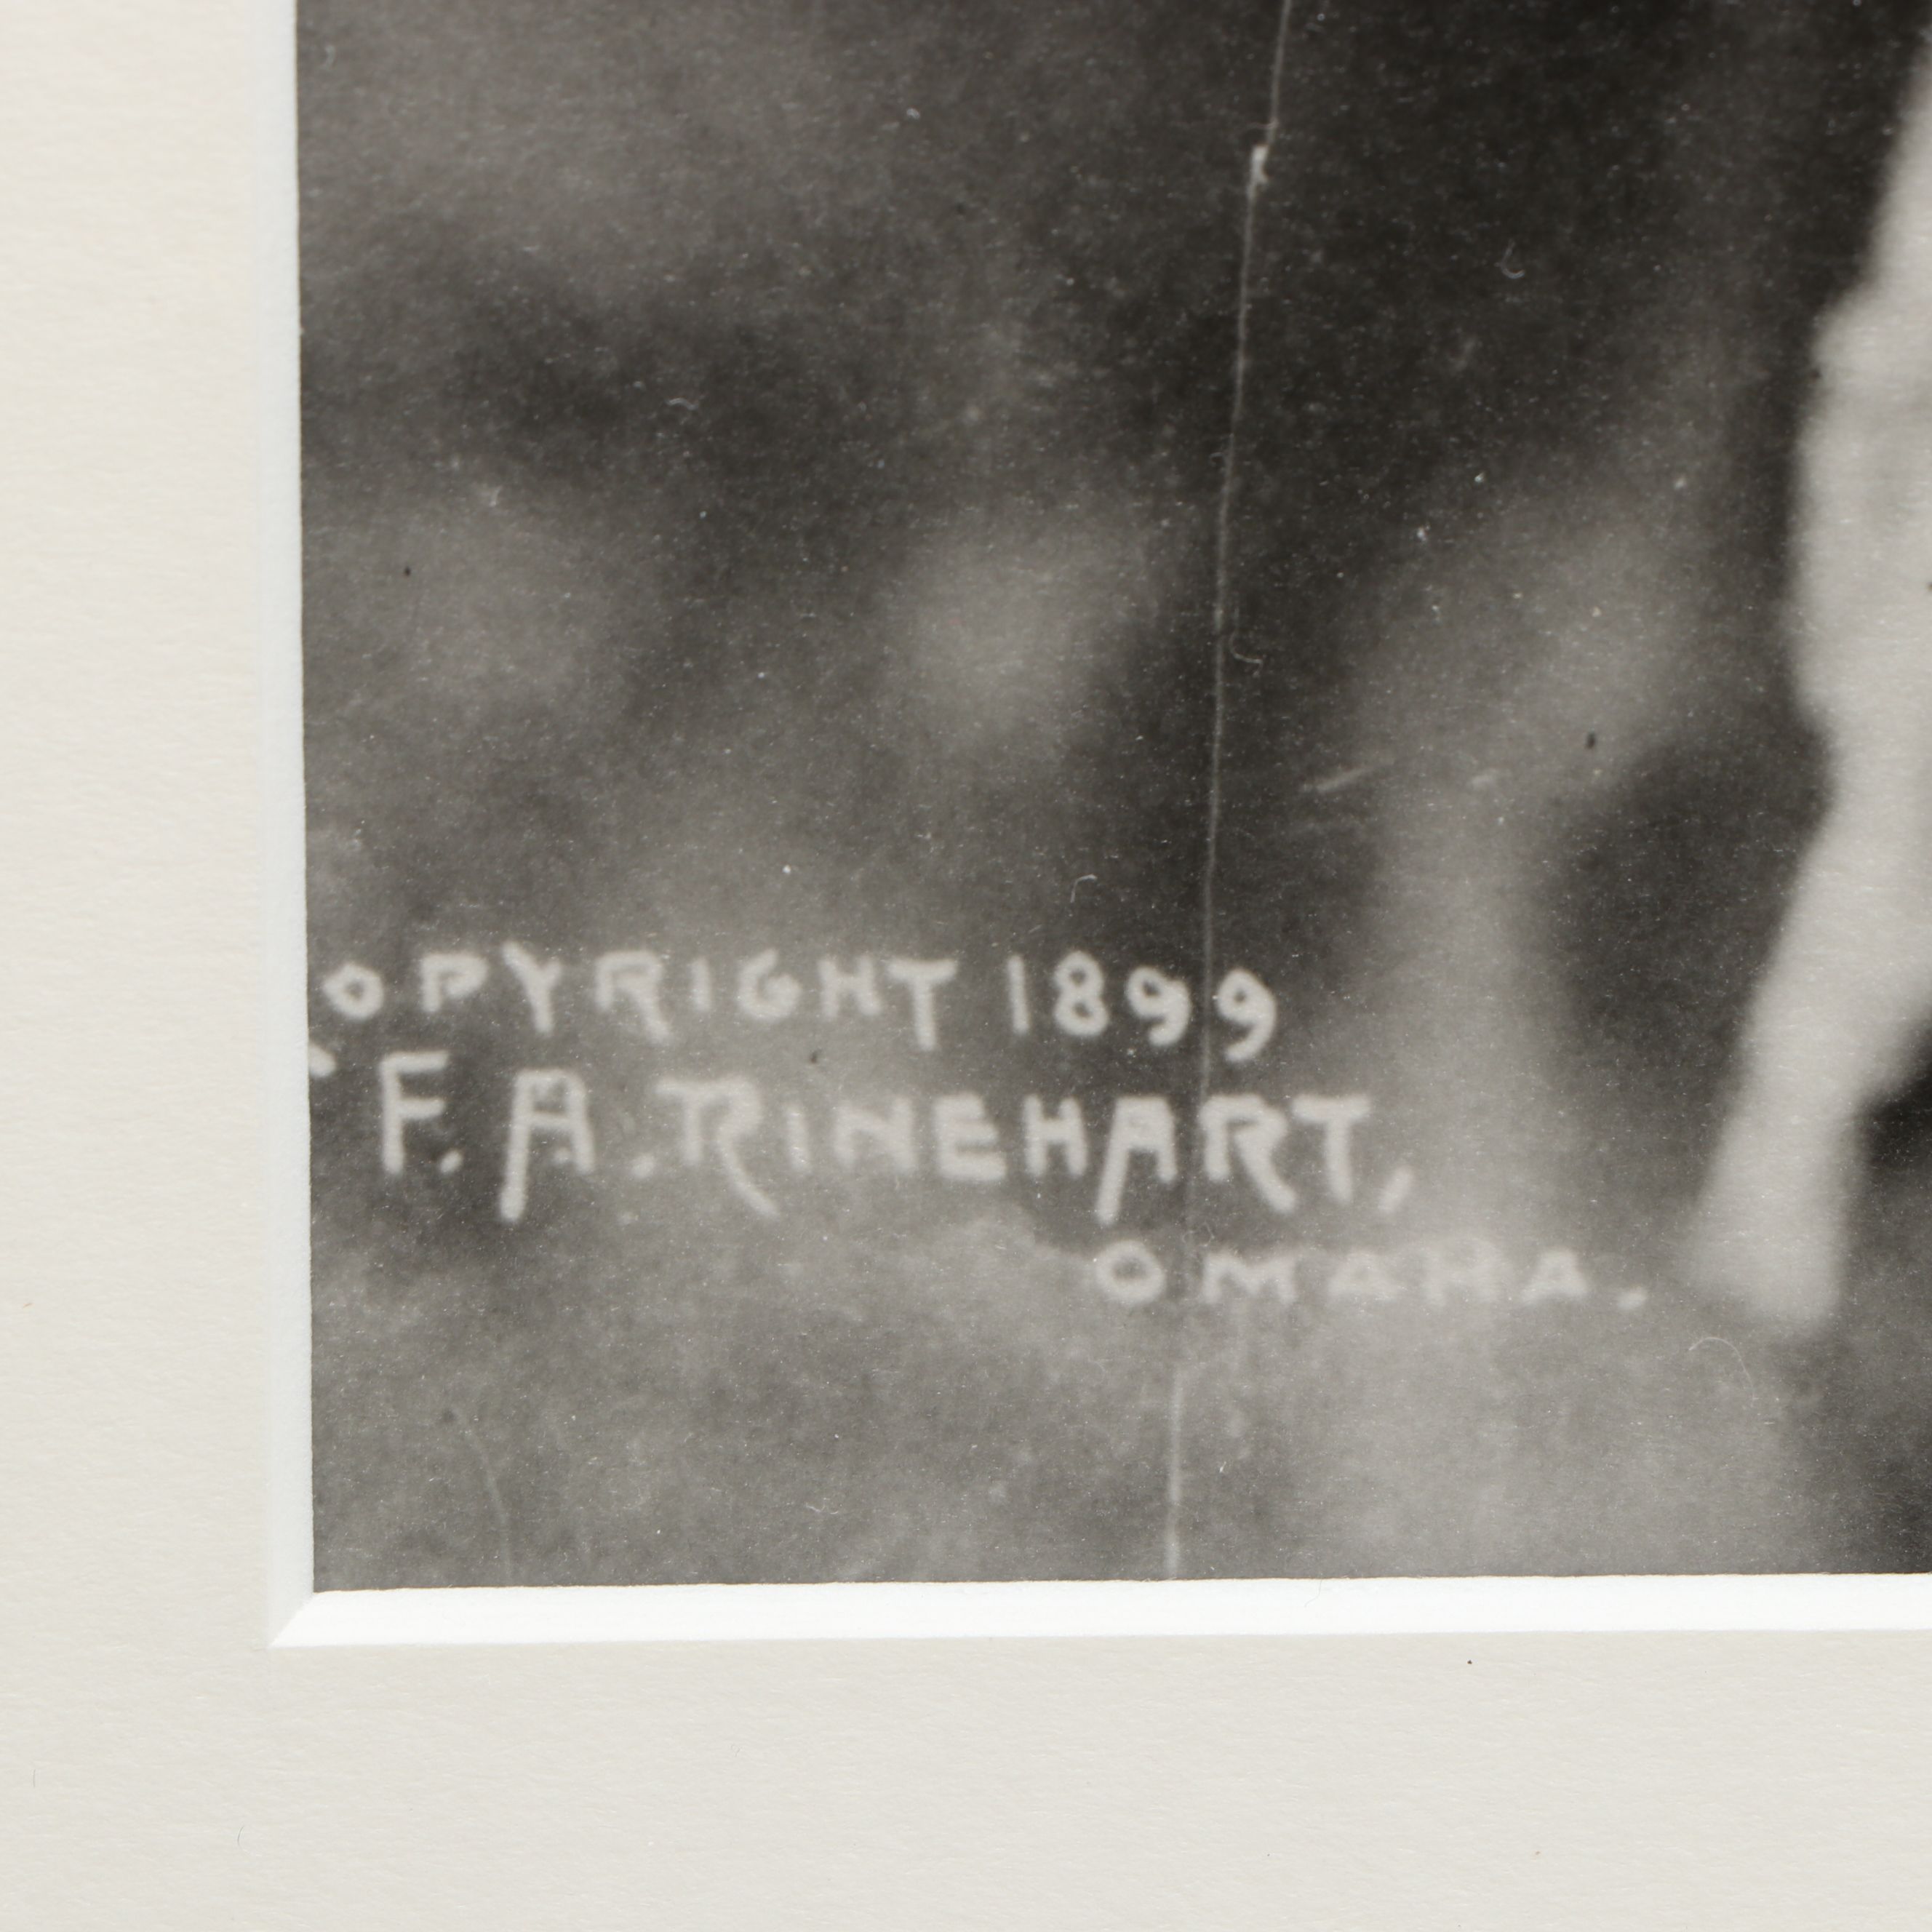 OPYRIGHT 1899
F. A. RINEHART,
OMAHA.